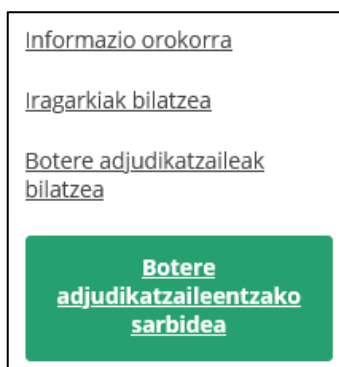 Informazio orokorra
Iragarkiak bilatzea
Botere adjudikatzaileak
bilatzea
Botere
adjudikatzaileentzako
sarbidea